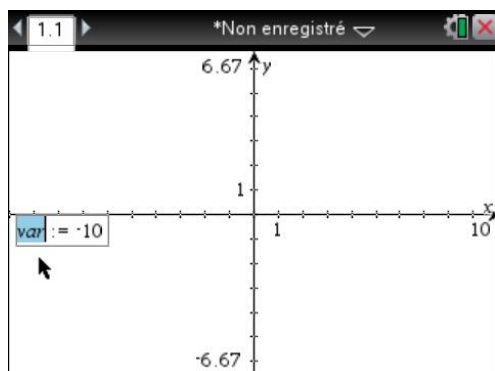 1.1 *Non enregistré
6.67 y
1
x
var := -10
1 10
-6.67